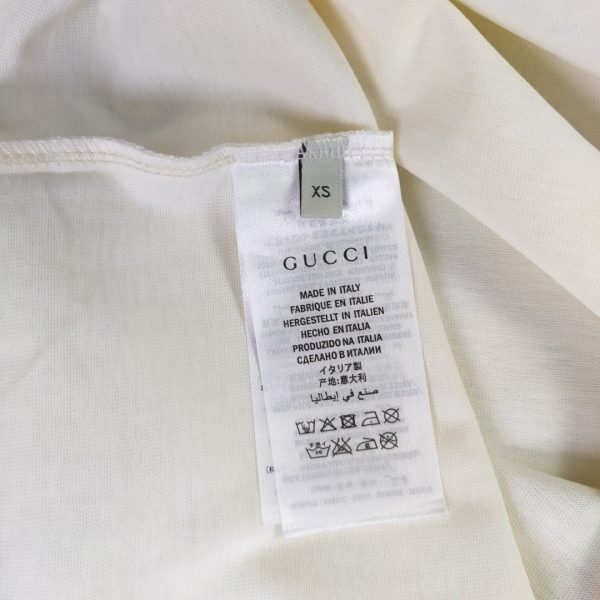 XS
GUCCI
MADE IN ITALY
FABRIQUE EN ITALIE
HERGESTELLT IN ITALIEN
HECHO EN ITALIA
PRODUZIDO NA ITALIA
СДЕЛАНО В ИТАЛИИ
イタリア製
产地:意大利
صنع في إيطاليا